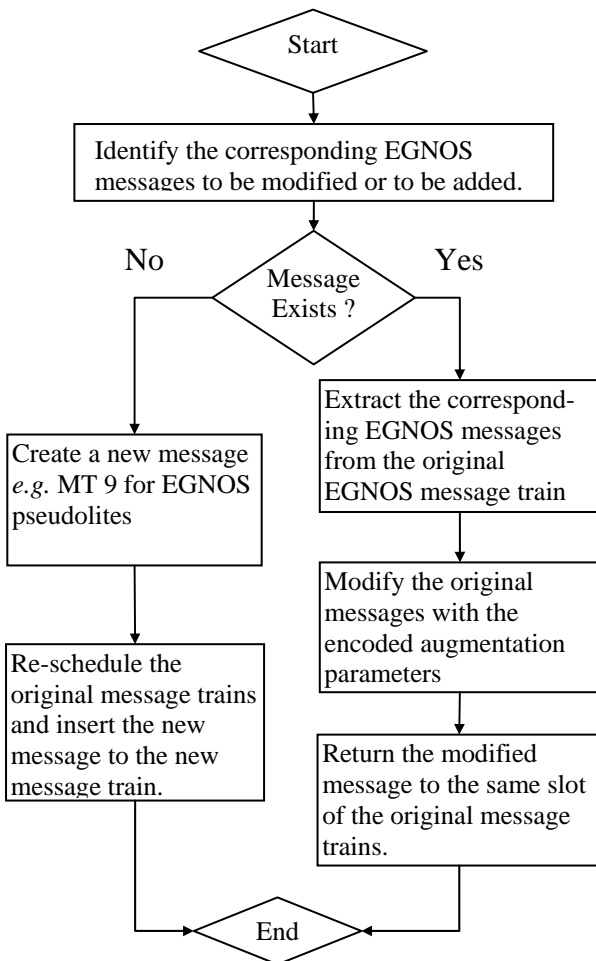 Start
Identify the corresponding EGNOS
messages to be modified or to be added.
No
Yes
Message
Exists ?
Create a new message
e.g. MT 9 for EGNOS
pseudolites
Re-schedule the
original message trains
and insert the new
message to the new
message train.
Extract the correspond-
ing EGNOS messages
from the original
EGNOS message train
Modify the original
messages with the
encoded augmentation
parameters
Return the modified
message to the same slot
of the original message
trains.
End